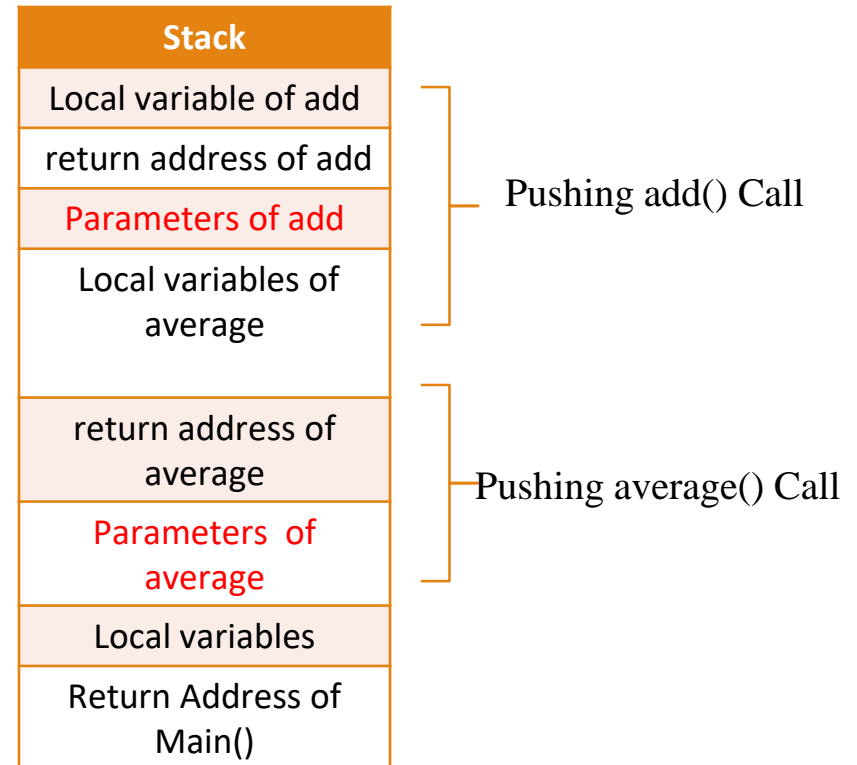 Stack
Local variable of add
return address of add
Parameters of add
Local variables of
average
return address of
average
Parameters of
average
Local variables
Return Address of
Main()
Pushing add() Call
Pushing average() Call